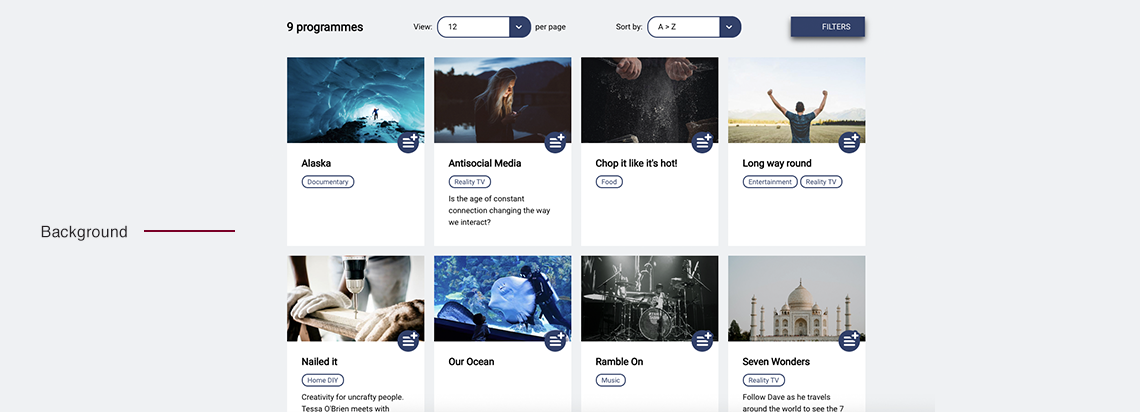 9 programmes View: 12 per page Sort by: A > Z FILTERS
Alaska
Documentary
Antisocial Media
Reality TV
Is the age of constant
connection changing the way
we interact?
Chop it like it's hot!
Food
Long way round
Entertainment Reality TV
Background
Nailed it
Home DIY
Creativity for uncrafty people.
Tessa O'Brien meets with
Our Ocean
Ramble On
Music
Seven Wonders
Reality TV
Follow Dave as he travels
around the world to see the 7